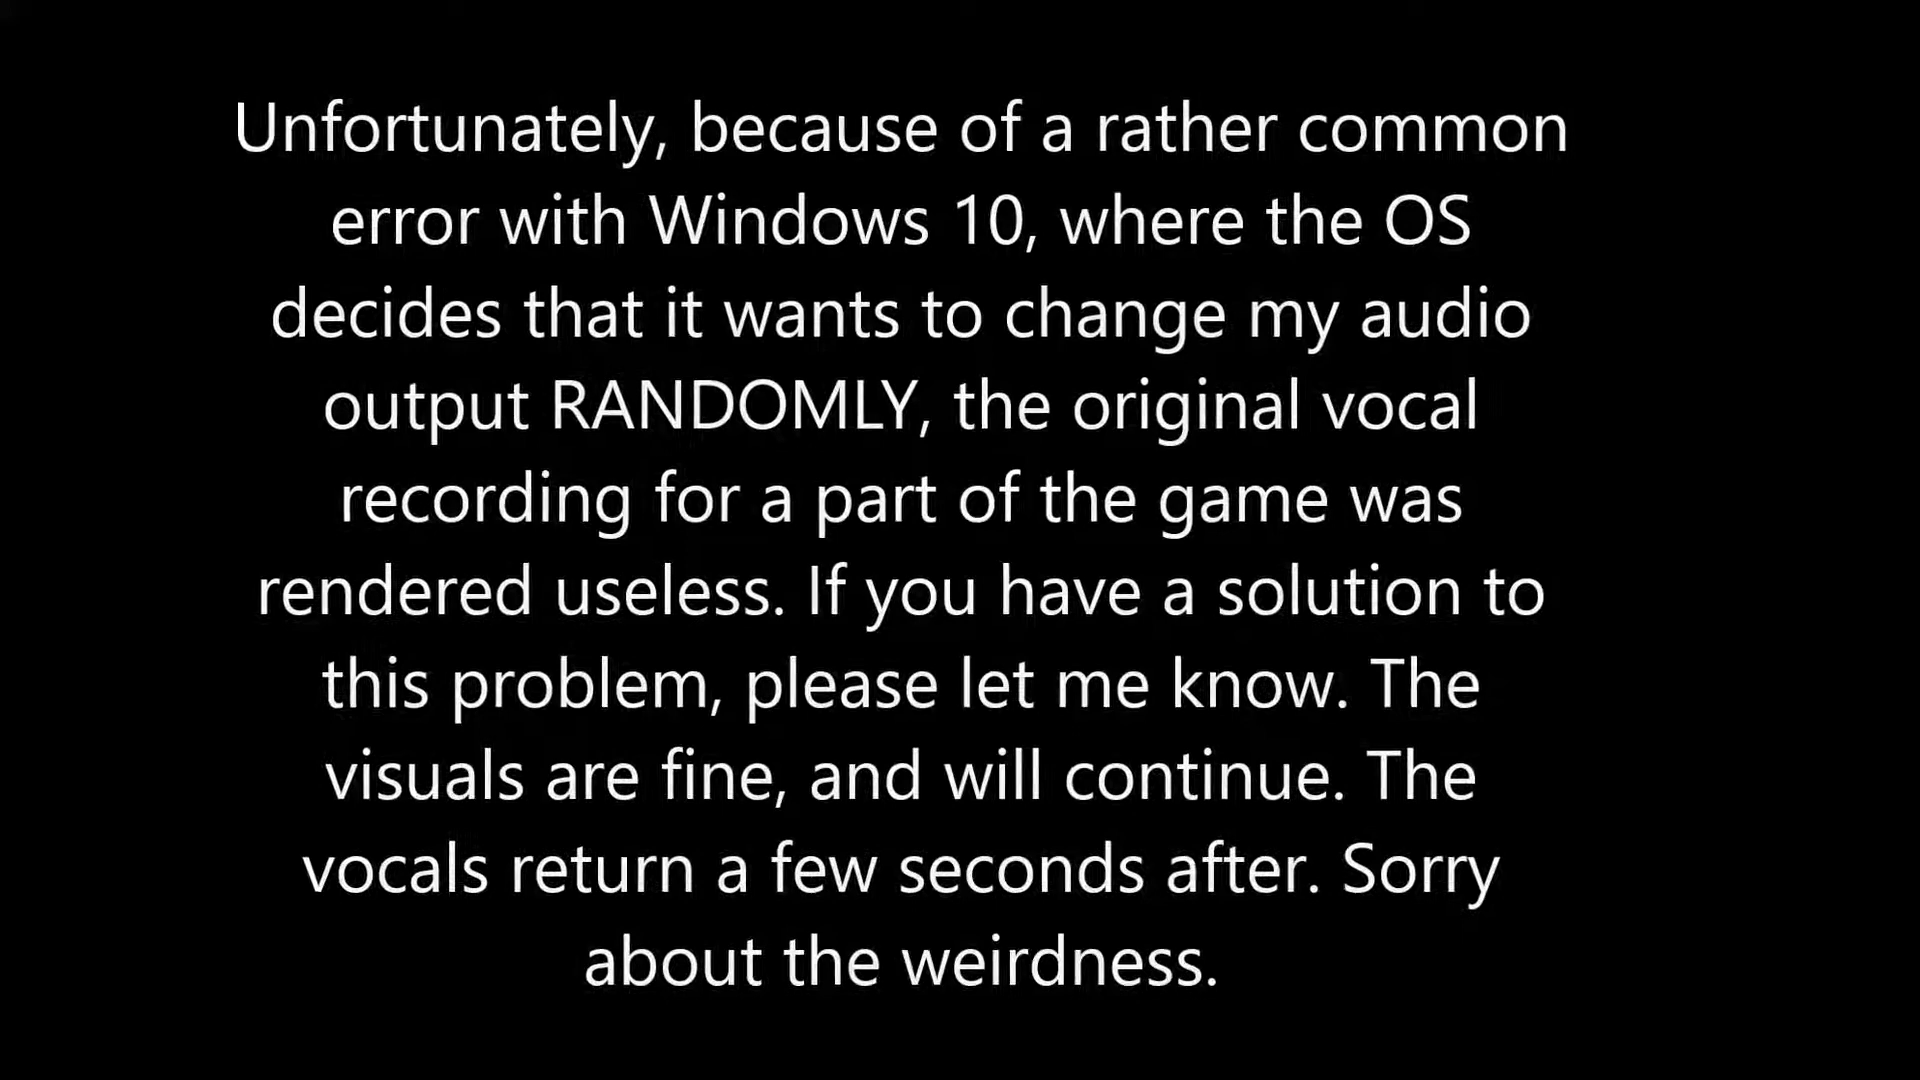 Unfortunately, because of a rather common
error with Windows 10, where the OS
decides that it wants to change my audio
output RANDOMLY, the original vocal
recording for a part of the game was
rendered useless. If you have a solution to
this problem, please let me know. The
visuals are fine, and will continue. The
vocals return a few seconds after. Sorry
about the weirdness.